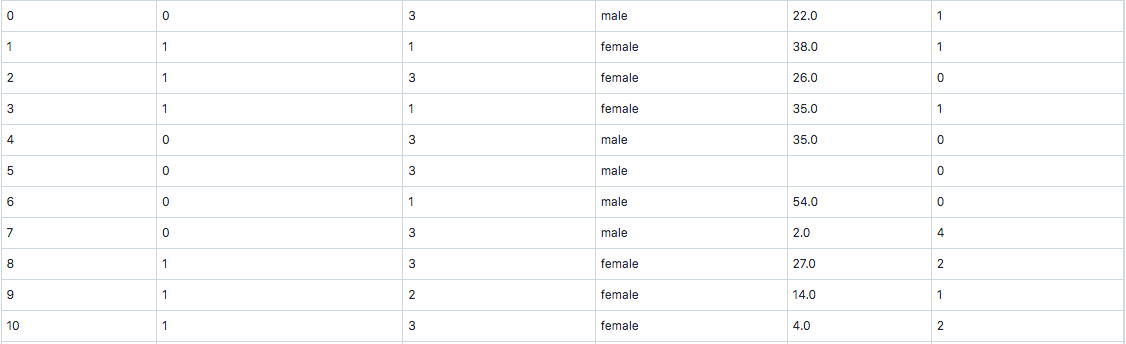 0 0 3 male 22.0 1
1 1 1 female 38.0 1
2 1 3 female 26.0 0
3 1 1 female 35.0 1
4 0 3 male 35.0 0
5 0 3 male 0
6 0 1 male 54.0 0
7 0 3 male 2.0 4
8 1 3 female 27.0 2
9 1 2 female 14.0 1
10 1 3 female 4.0 2